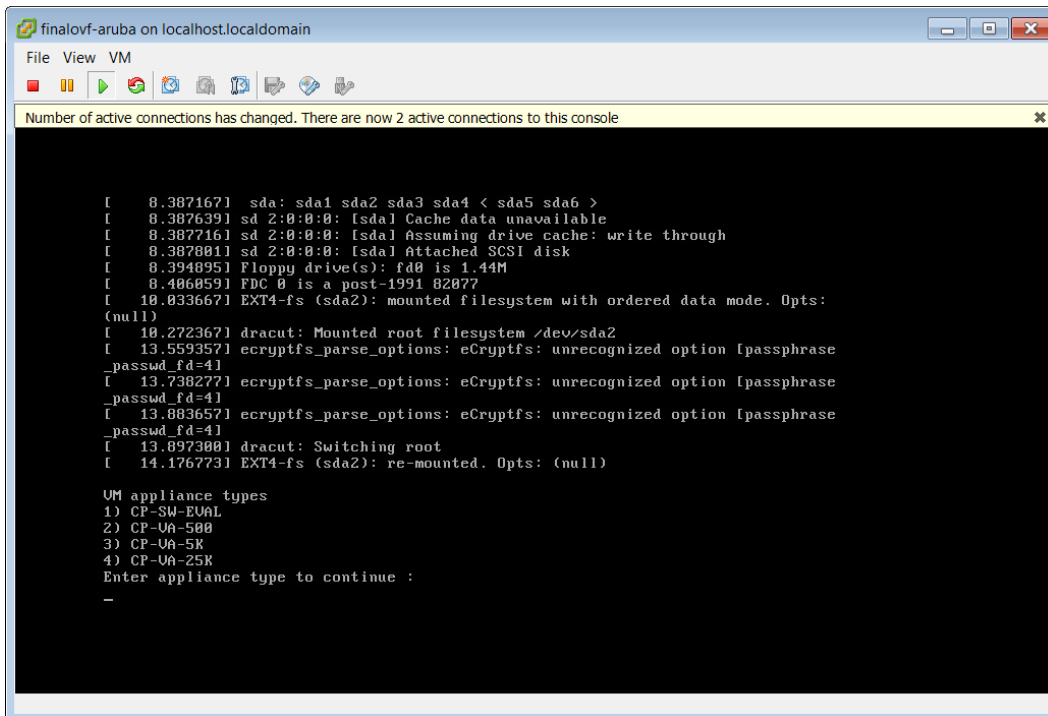 finalovf-aruba on localhost.localdomain
File View VM
Number of active connections has changed. There are now 2 active connections to this console
[    8.387167]  sda: sda1 sda2 sda3 sda4 < sda5 sda6 >
[    8.387639] sd 2:0:0:0: [sda] Cache data unavailable
[    8.387716] sd 2:0:0:0: [sda] Assuming drive cache: write through
[    8.387801] sd 2:0:0:0: [sda] Attached SCSI disk
[    8.394895] Floppy drive(s): fd0 is 1.44M
[    8.406059] FDC 0 is a post-1991 82077
[   10.033667] EXT4-fs (sda2): mounted filesystem with ordered data mode. Opts:
(null)
[   10.272367] dracut: Mounted root filesystem /dev/sda2
[   13.559357] ecryptfs_parse_options: eCryptfs: unrecognized option [passphrase
_passwd_fd=4]
[   13.738277] ecryptfs_parse_options: eCryptfs: unrecognized option [passphrase
_passwd_fd=4]
[   13.883657] ecryptfs_parse_options: eCryptfs: unrecognized option [passphrase
_passwd_fd=4]
[   13.897300] dracut: Switching root
[   14.176773] EXT4-fs (sda2): re-mounted. Opts: (null)
VM appliance types
1) CP-SW-EVAL
2) CP-VA-500
3) CP-VA-5K
4) CP-VA-25K
Enter appliance type to continue :
_